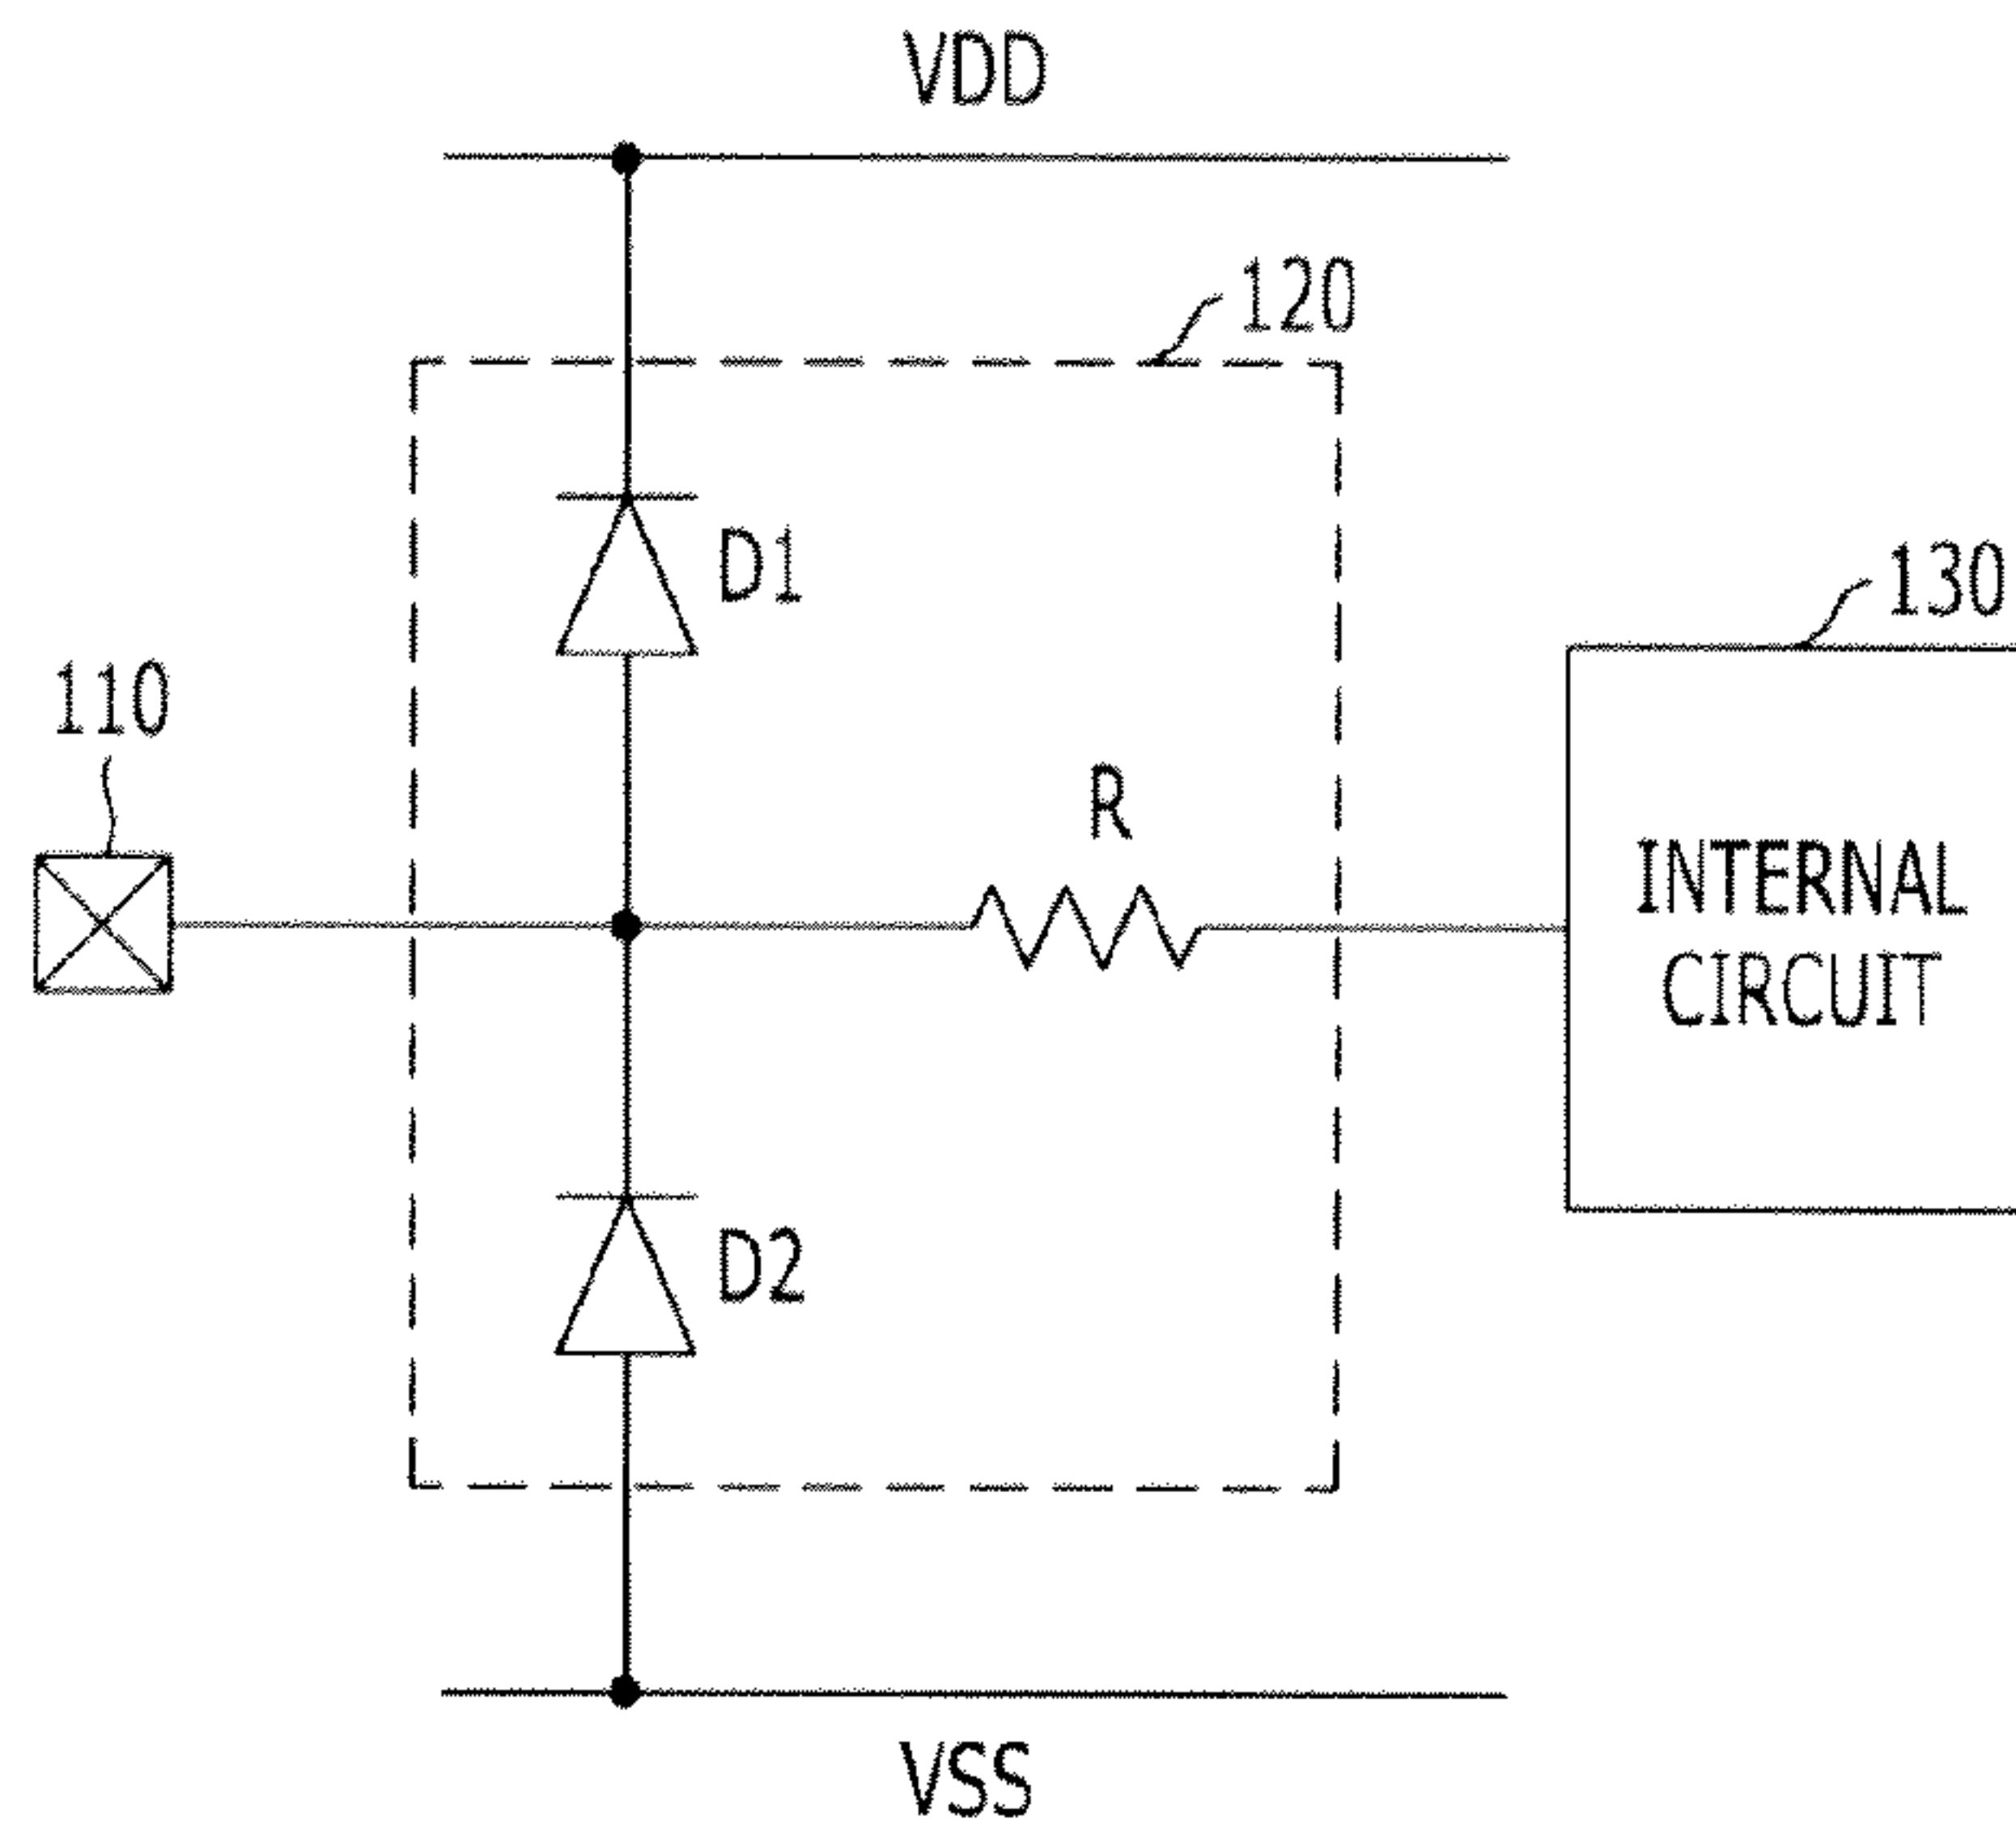 VDD
120
D1
130
110
R
INTERNAL
CIRCUIT
D2
VSS